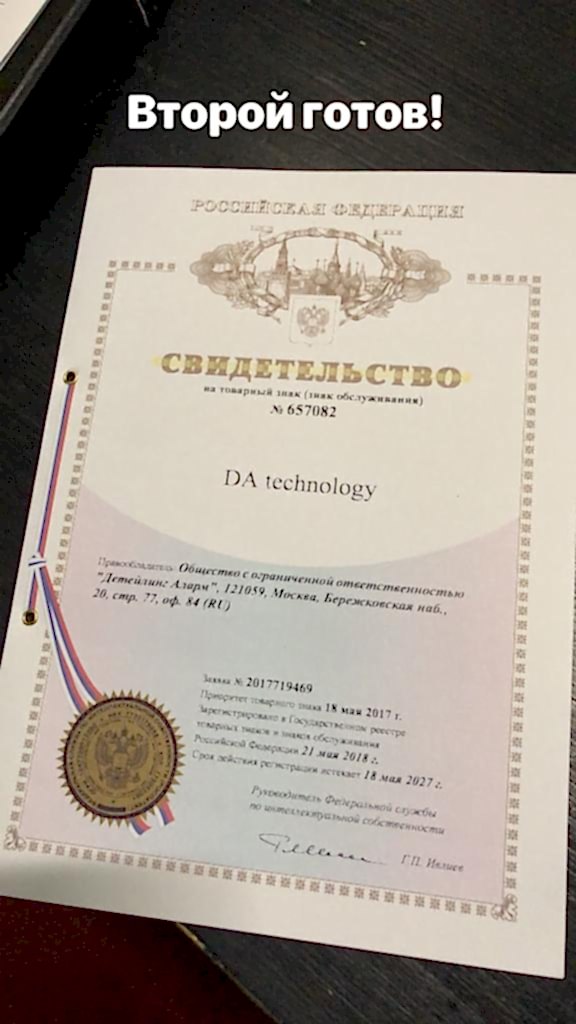 Второй готов!
РОССИЙСКАЯ ФЕДЕРАЦИЯ
СВИДЕТЕЛЬСТВО
на товарный знак (знак обслуживания)
№ 657082
DA technology
Правообладатель: Общество с ограниченной ответственностью
"Детейлинг Аларм", 121059, Москва, Бережковская наб.,
20, стр. 77, оф. 84 (RU)
Заявка № 2017719469
Приоритет товарного знака 18 мая 2017 г.
Зарегистрировано в Государственном реестре
товарных знаков и знаков обслуживания
Российской Федерации 21 мая 2018 г.
Срок действия регистрации истекает 18 мая 2027 г.
Руководитель Федеральной службы
по интеллектуальной собственности
Г.П. Ивлиев